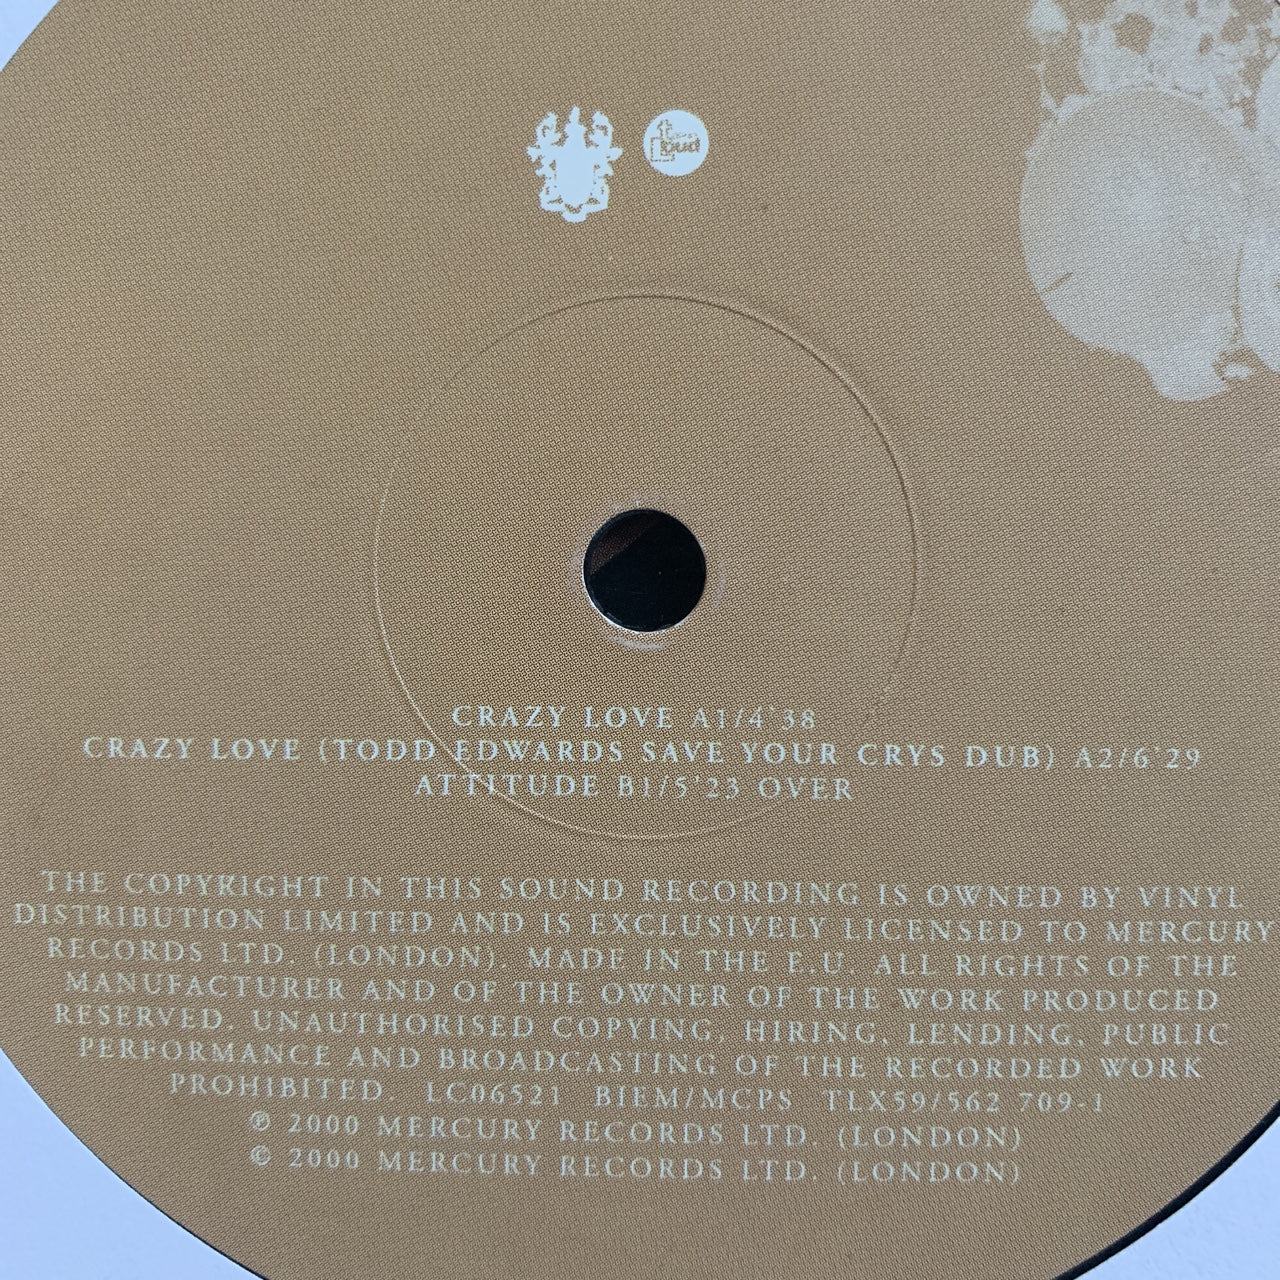 loud
CRAZY LOVE A1/4'38
CRAZY LOVE (TODD EDWARDS SAVE YOUR CRYS DUB) A2/6'29
ATTITUDE B1/5'23 OVER
THE COPYRIGHT IN THIS SOUND RECORDING IS OWNED BY VINYL
DISTRIBUTION LIMITED AND IS EXCLUSIVELY LICENSED TO MERCURY
RECORDS LTD. (LONDON). MADE IN THE E.U. ALL RIGHTS OF THE
MANUFACTURER AND OF THE OWNER OF THE WORK PRODUCED
RESERVED. UNAUTHORISED COPYING, HIRING, LENDING, PUBLIC
PERFORMANCE AND BROADCASTING OF THE RECORDED WORK
PROHIBITED. LC06521 BIEM/MCPS TLX59/562 709-1
℗ 2000 MERCURY RECORDS LTD. (LONDON)
© 2000 MERCURY RECORDS LTD. (LONDON)